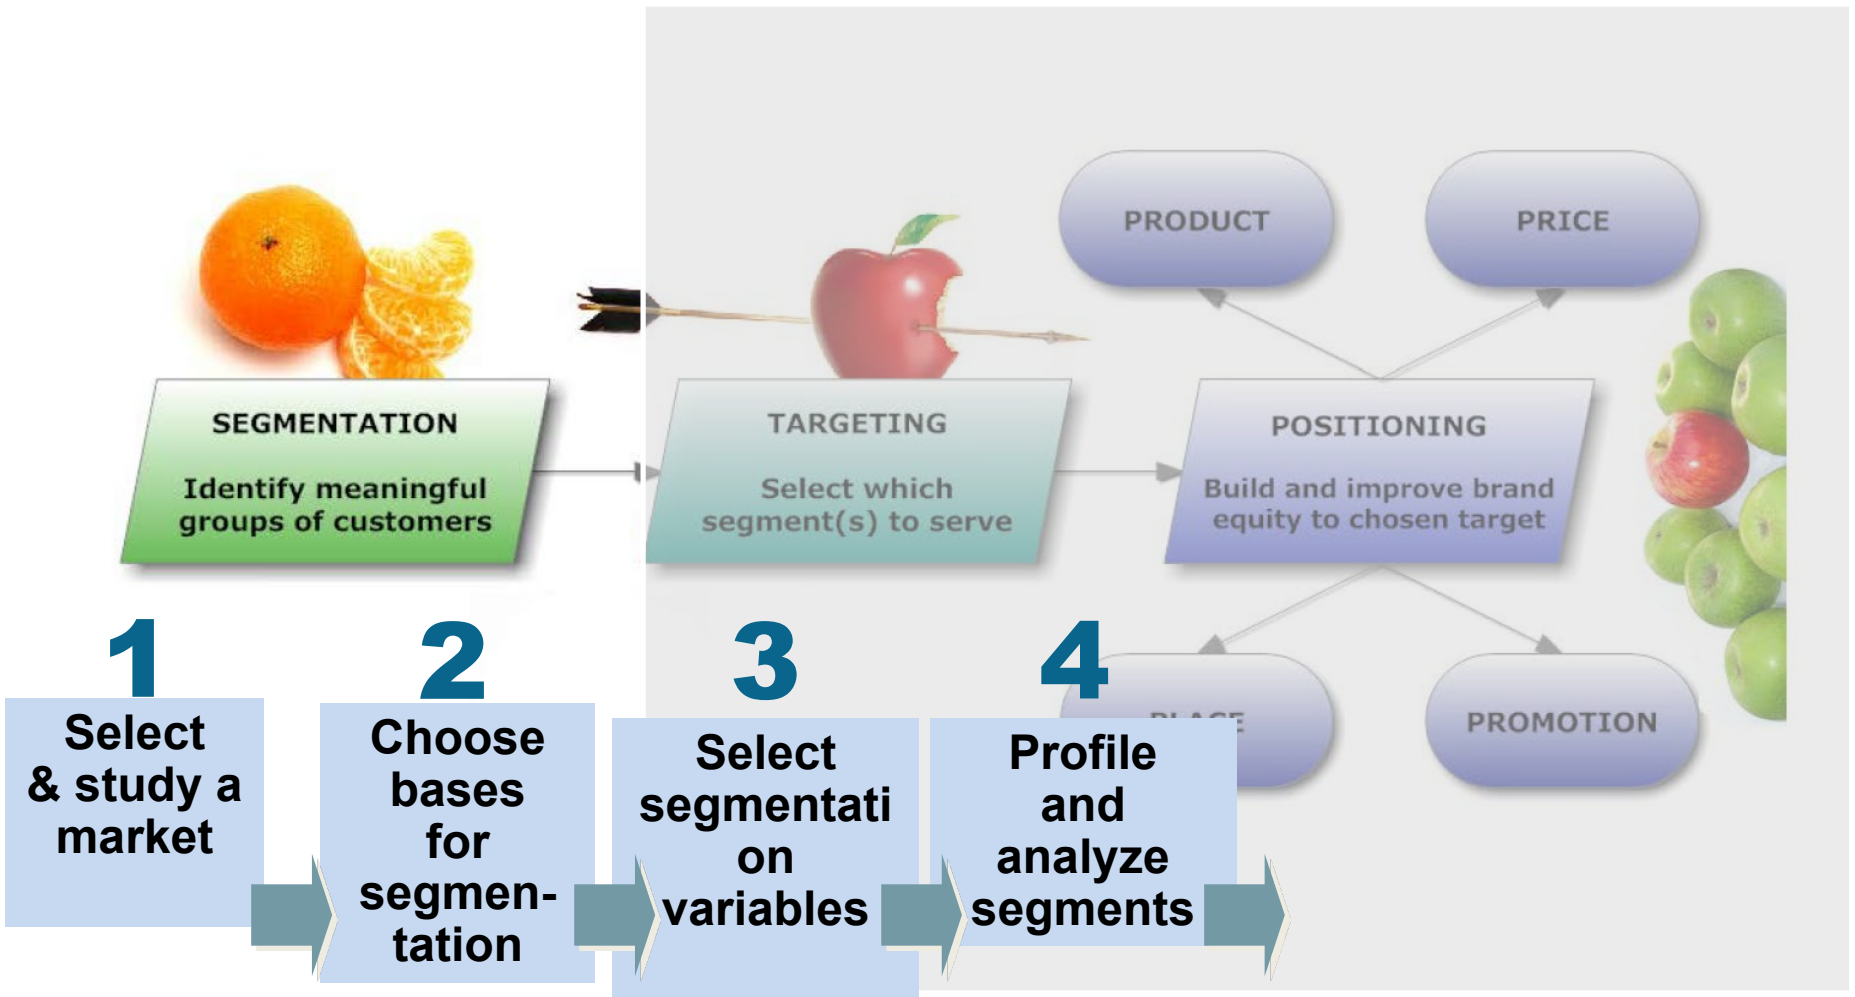 PRODUCT
PRICE
SEGMENTATION
Identify meaningful
groups of customers
TARGETING
Select which
segment(s) to serve
POSITIONING
Build and improve brand
equity to chosen target
1
2
3
4
Select
& study a
market
Choose
bases
for
segmen-
tation
Select
segmentati
on
variables
Profile
and
analyze
segments
PLACE
PROMOTION